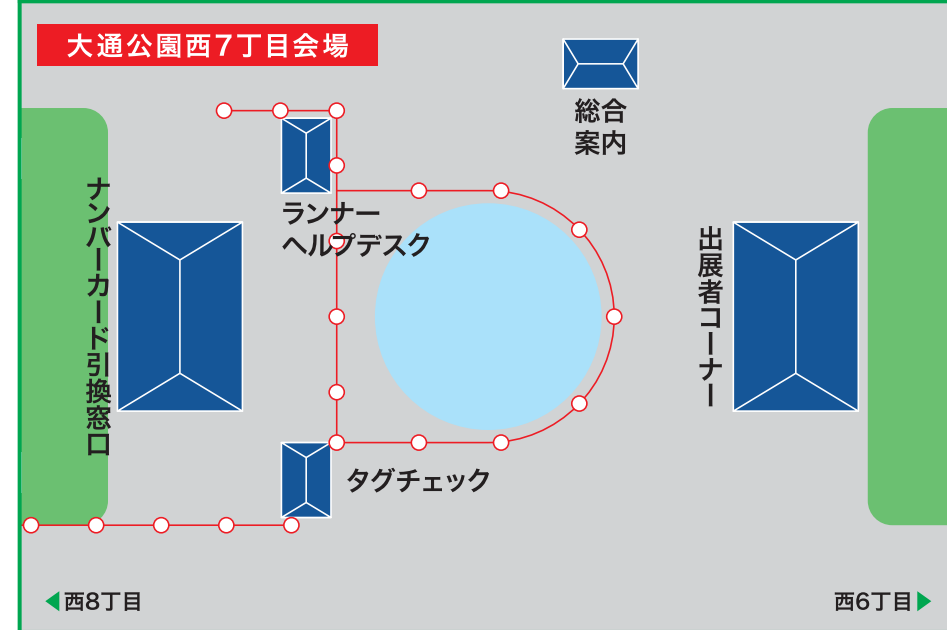 大通公園西7丁目会場
総合
案内
ナンバーカード引換窓口
ランナー
ヘルプデスク
出展者コーナー
タグチェック
西8丁目
西6丁目